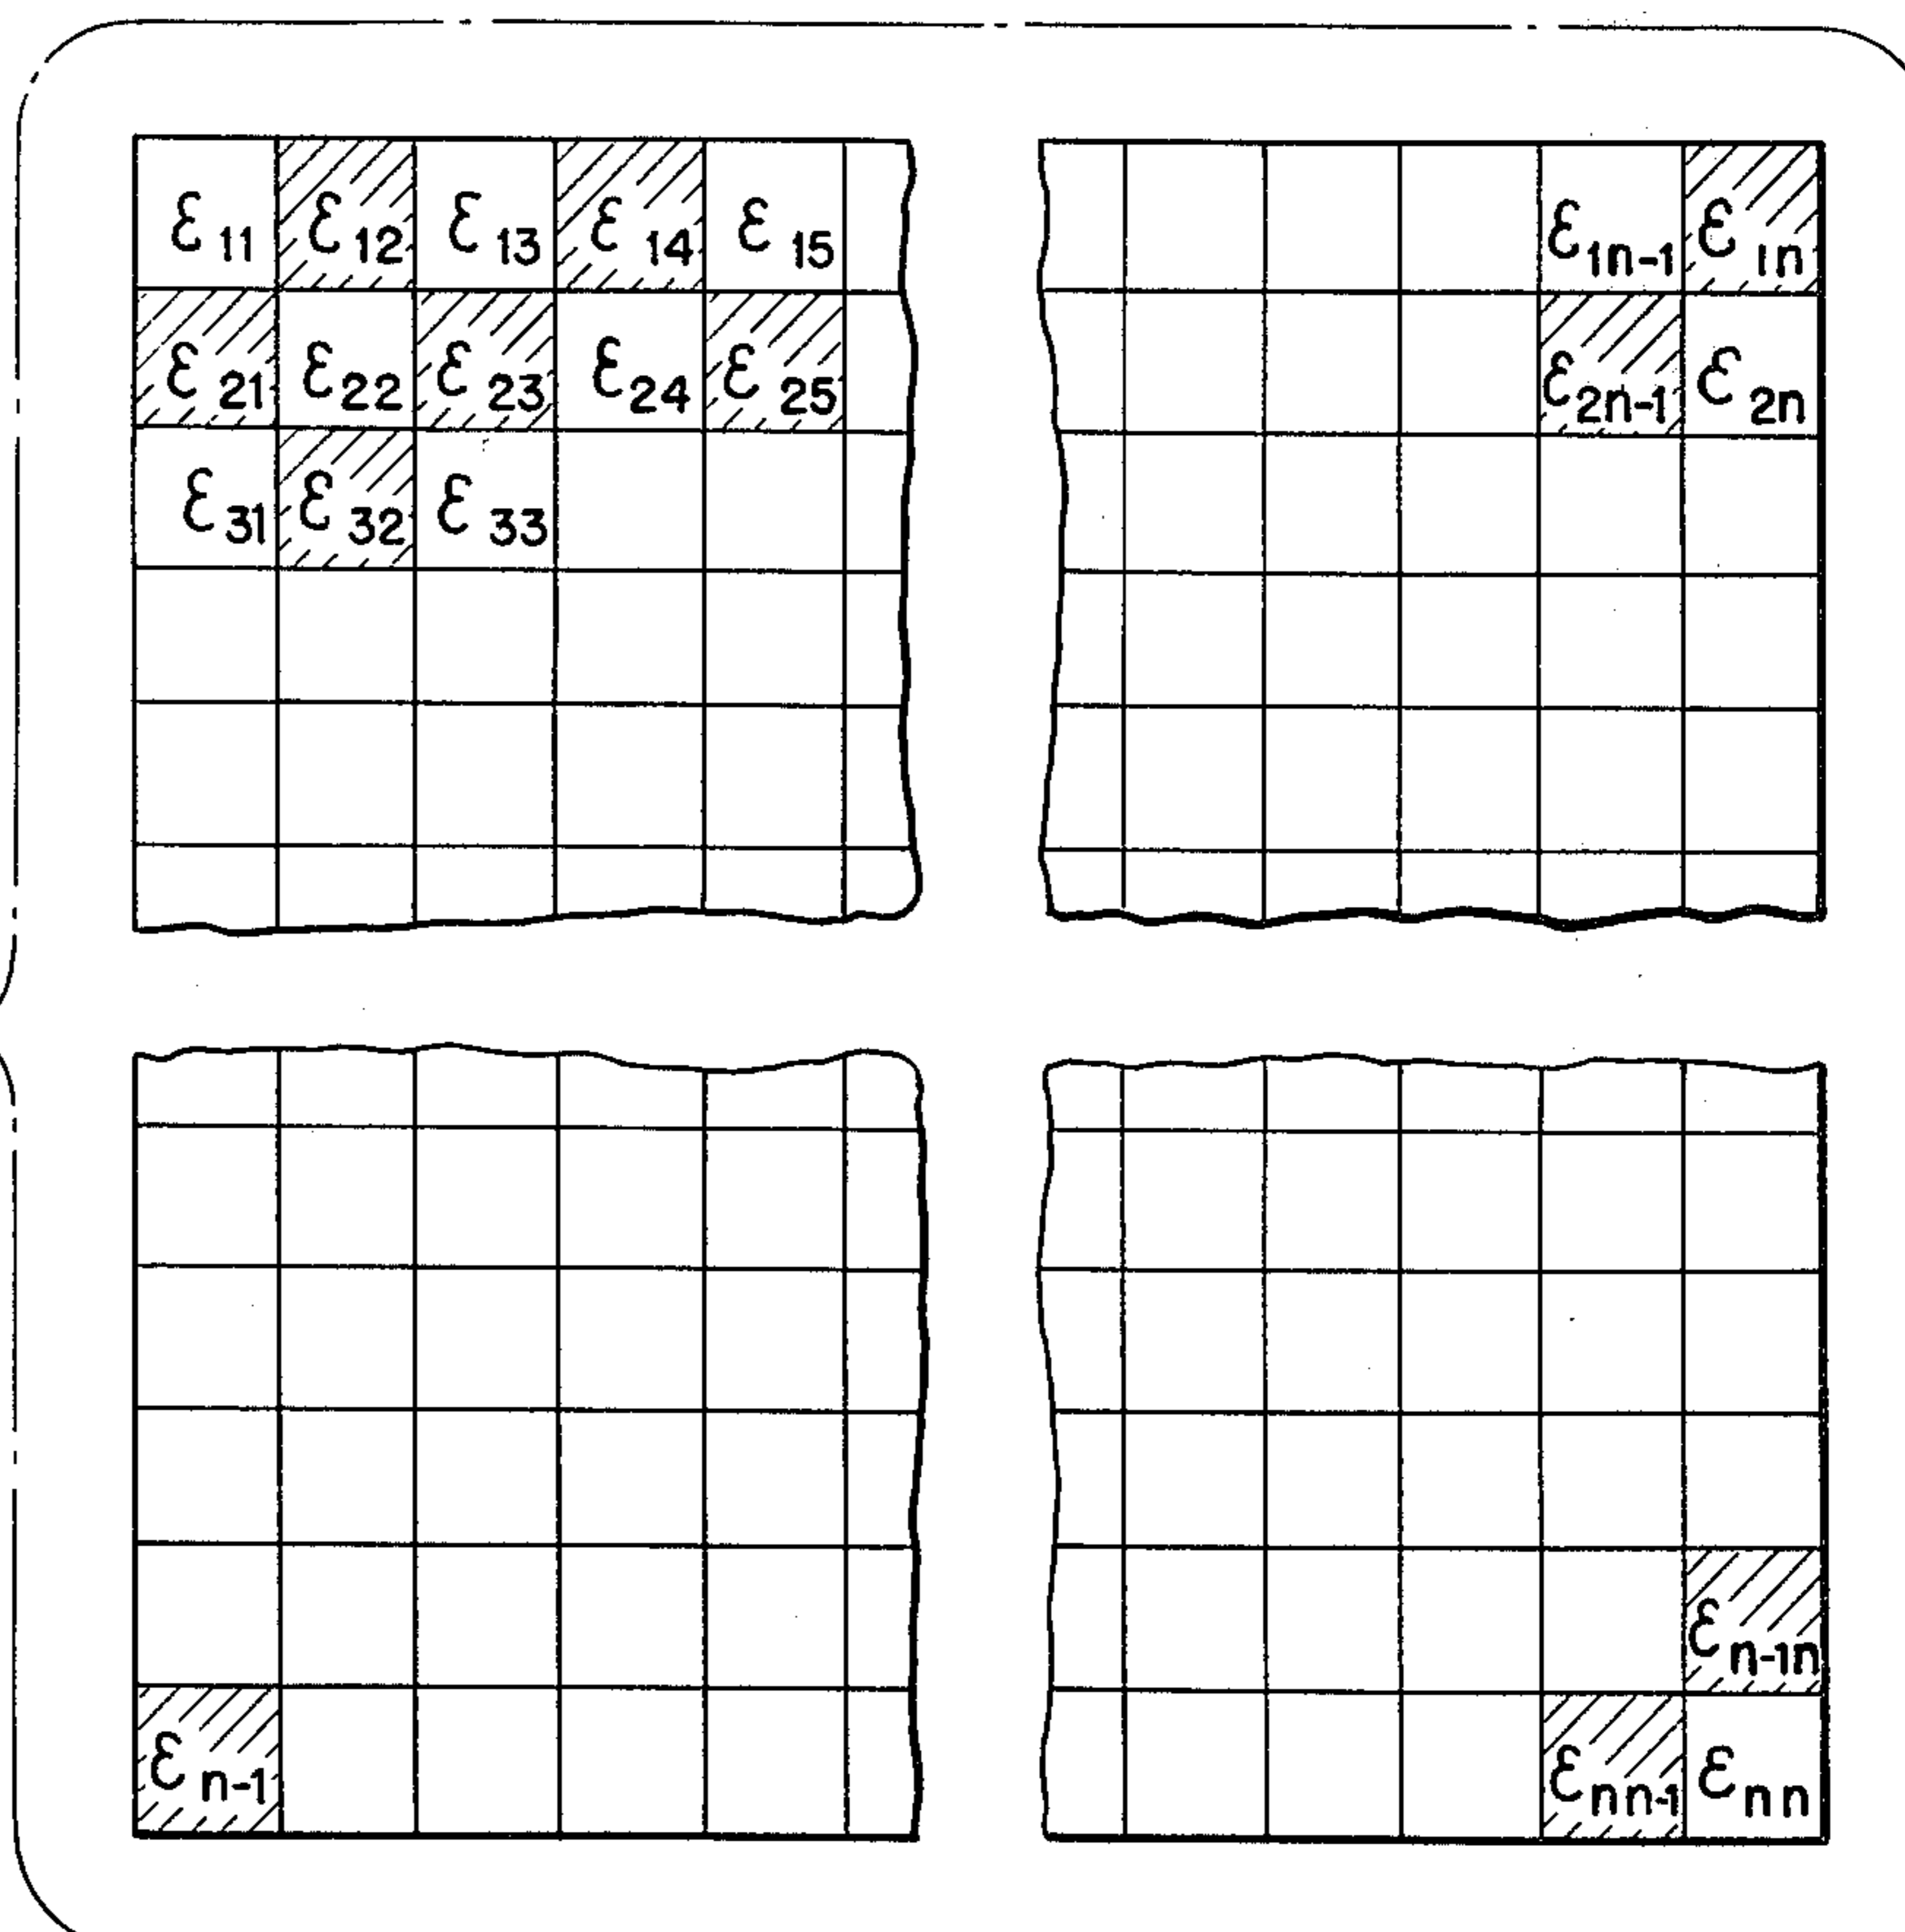 ε11 ε12 ε13 ε14 ε15 ε1n-1 ε1n
ε21 ε22 ε23 ε24 ε25 ε2n-1 ε2n
ε31 ε32 ε33
εn-1n
εn-1 εnn-1 εnn